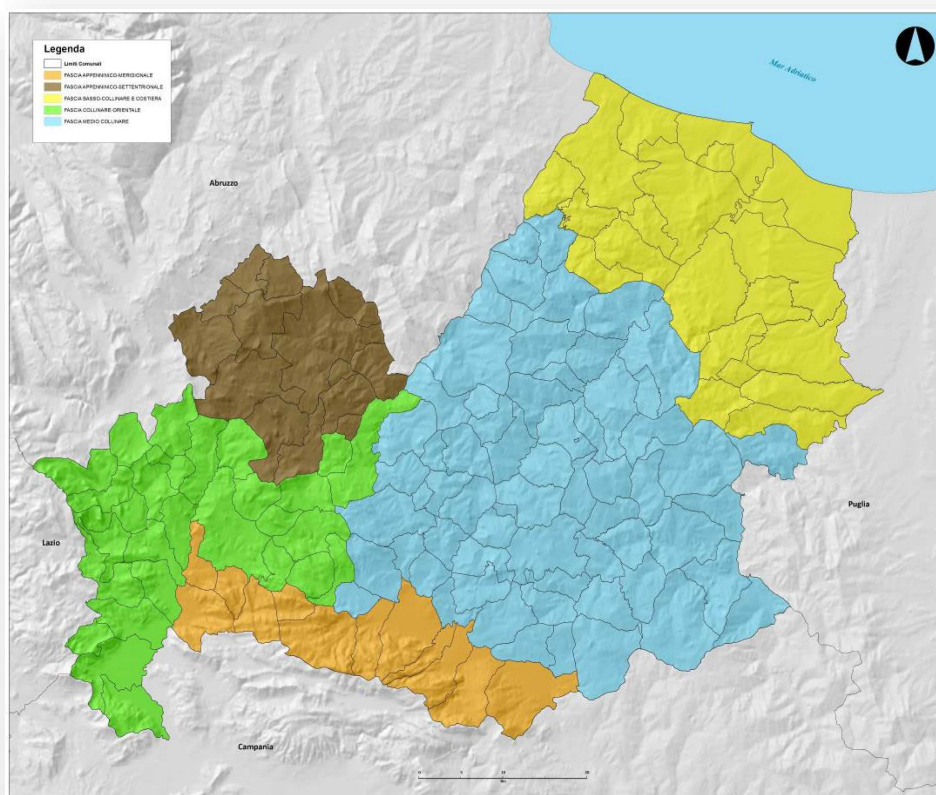 Legenda
Limiti Comunali
FASCIA APPENNINICO-MERIDIONALE
FASCIA APPENNINICO-SETTENTRIONALE
FASCIA BASSO-COLLINARE E COSTIERA
FASCIA COLLINARE-ORIENTALE
FASCIA MEDIO COLLINARE
Mar Adriatico
Abruzzo
Puglia
Lazio
Campania